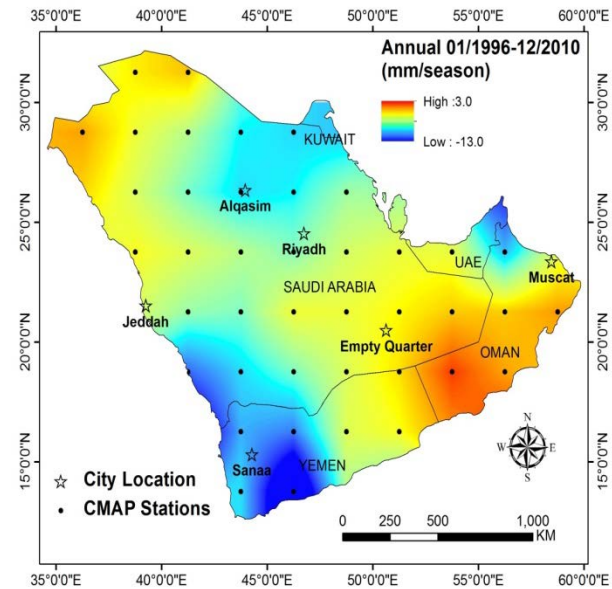 35°0'0"E 40°0'0"E 45°0'0"E 50°0'0"E 55°0'0"E 60°0'0"E
Annual 01/1996-12/2010
(mm/season)
High :3.0
Low : -13.0
30°0'0"N 30°0'0"N
KUWAIT
Alqasim
25°0'0"N 25°0'0"N
Riyadh
UAE
Muscat
SAUDI ARABIA
Jeddah
Empty Quarter
OMAN
20°0'0"N 20°0'0"N
N
W E
S
Sanaa
YEMEN
15°0'0"N 15°0'0"N
City Location
CMAP Stations
0 250 500 1,000
KM
35°0'0"E 40°0'0"E 45°0'0"E 50°0'0"E 55°0'0"E 60°0'0"E